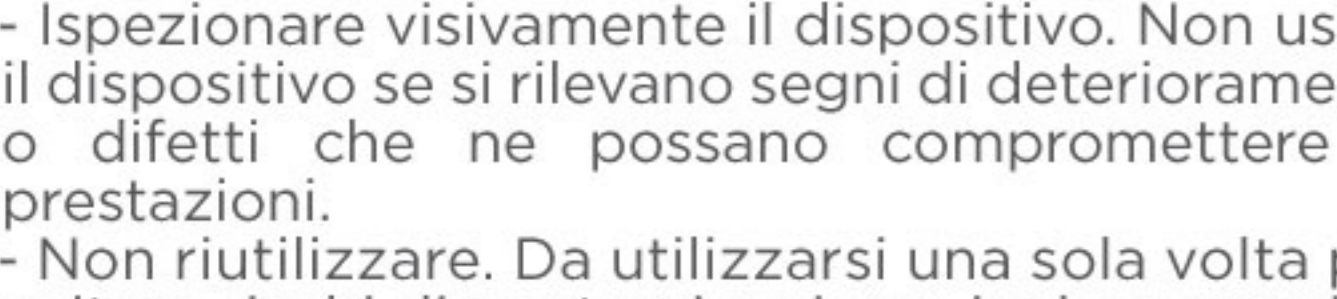 - Ispezionare visivamente il dispositivo. Non us
il dispositivo se si rilevano segni di deteriorame
o difetti che ne possano compromettere
prestazioni.
- Non riutilizzare. Da utilizzarsi una sola volta p